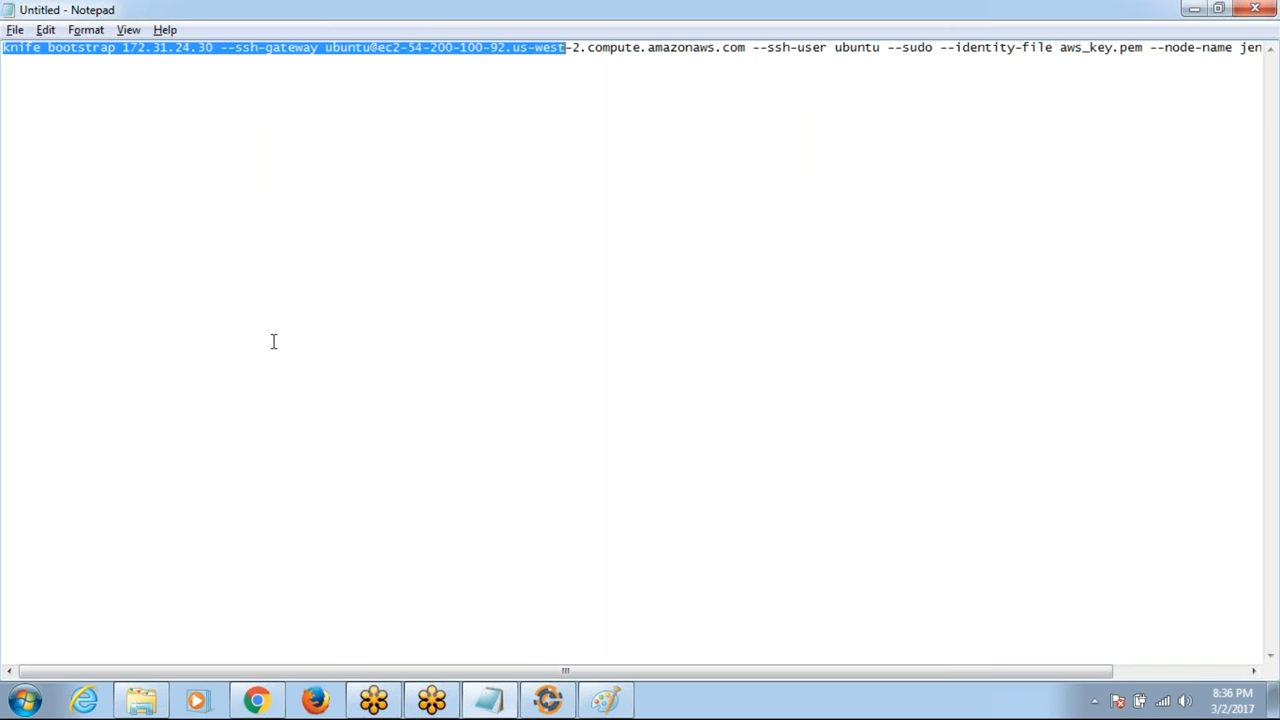 Untitled - Notepad
File Edit Format View Help
knife bootstrap 172.31.24.30 --ssh-gateway ubuntu@ec2-54-200-100-92.us-west-2.compute.amazonaws.com --ssh-user ubuntu --sudo --identity-file aws_key.pem --node-name jen
8:36 PM
3/2/2017